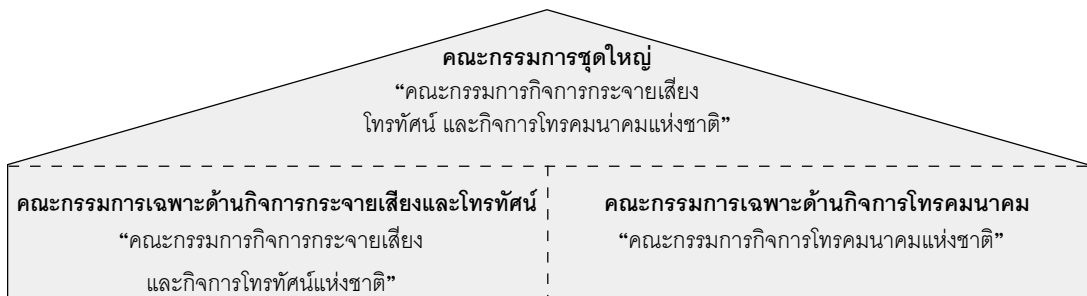 คณะกรรมการชุดใหญ่
“คณะกรรมการกิจการกระจายเสียง
โทรทัศน์ และกิจการโทรคมนาคมแห่งชาติ”
คณะกรรมการเฉพาะด้านกิจการกระจายเสียงและโทรทัศน์
“คณะกรรมการกิจการกระจายเสียง
และกิจการโทรทัศน์แห่งชาติ”
คณะกรรมการเฉพาะด้านกิจการโทรคมนาคม
“คณะกรรมการกิจการโทรคมนาคมแห่งชาติ”